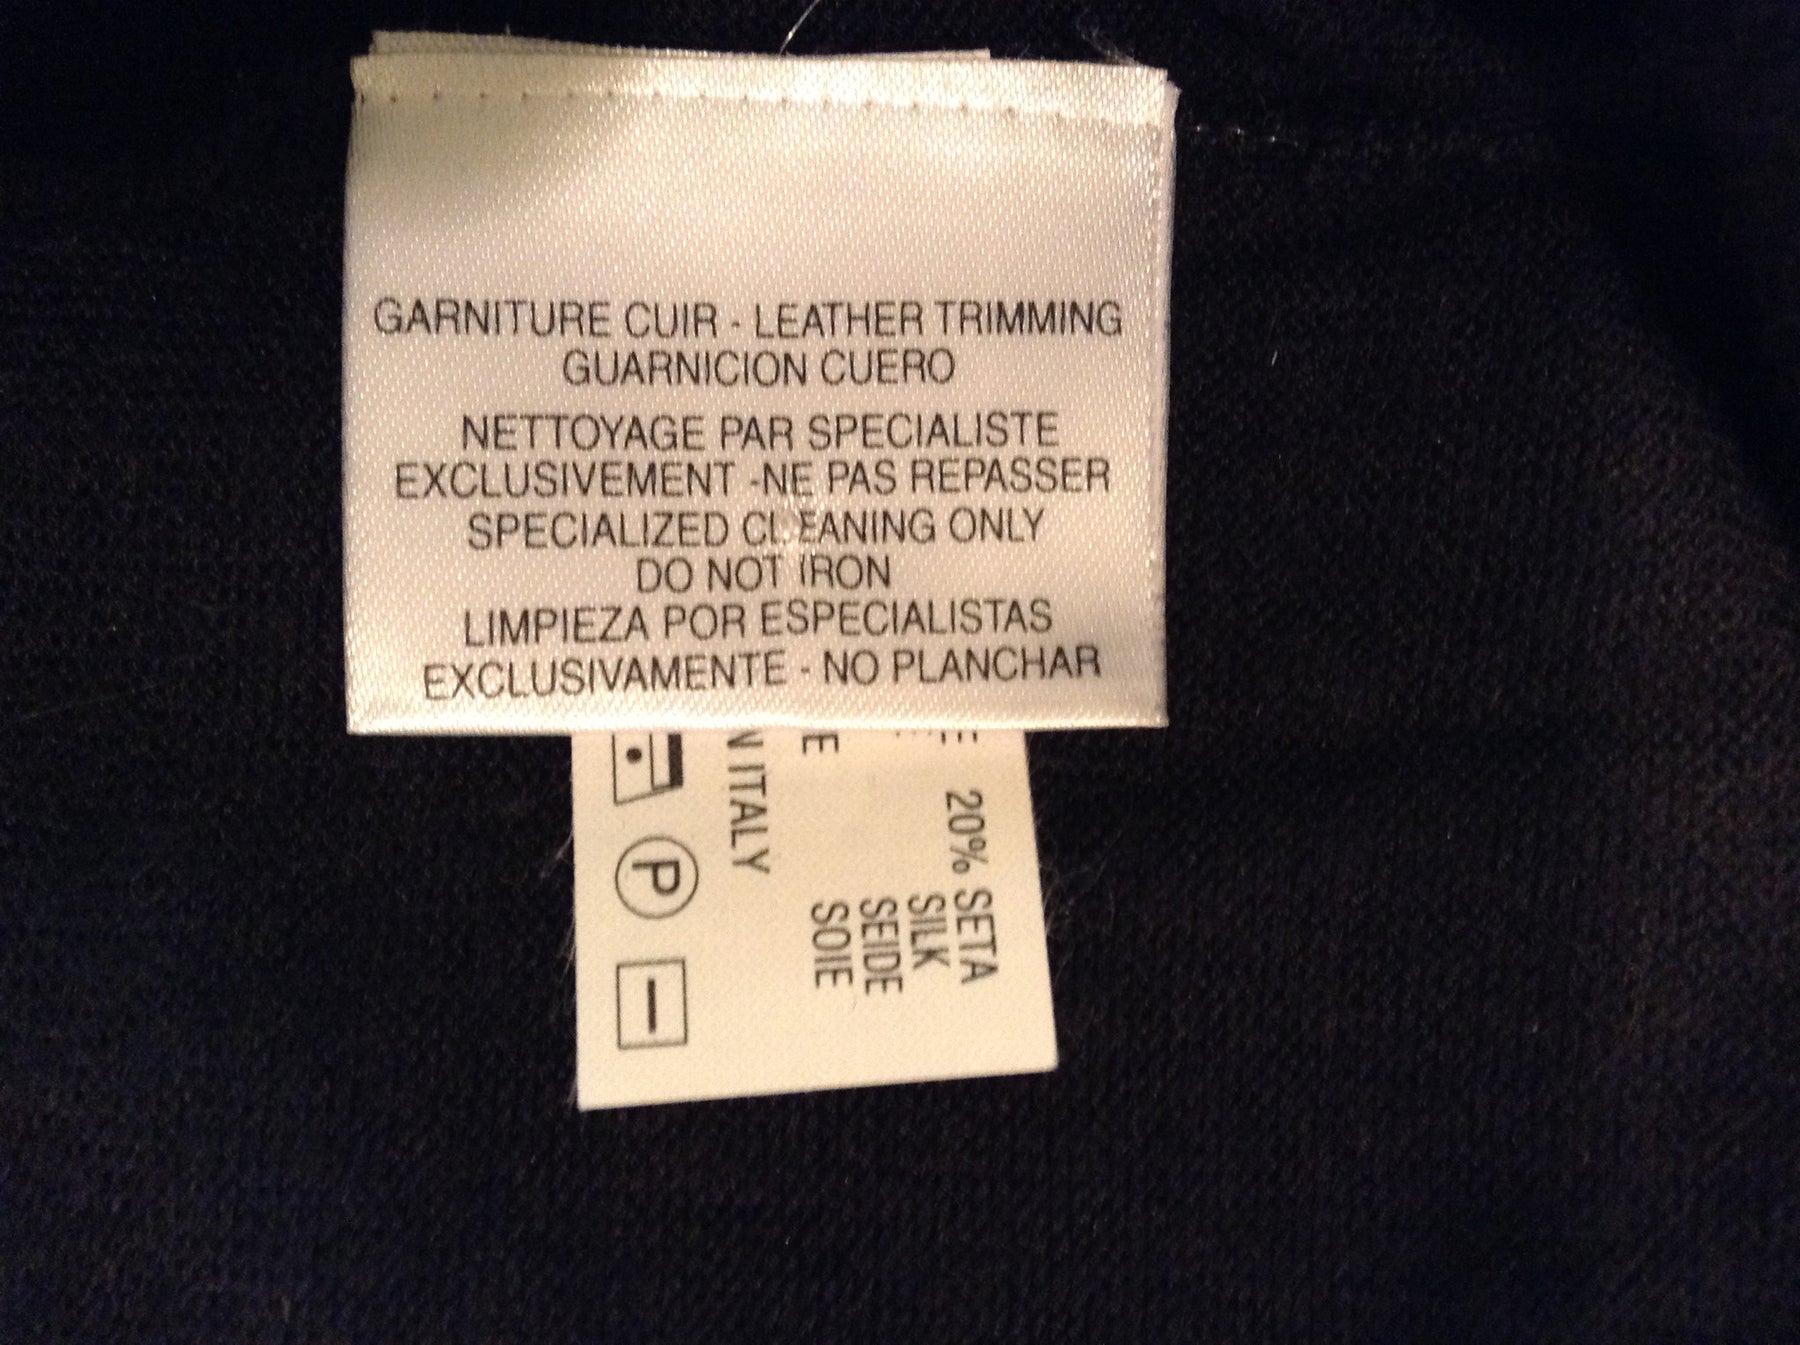 GARNITURE CUIR - LEATHER TRIMMING
GUARNICION CUERO
NETTOYAGE PAR SPECIALISTE
EXCLUSIVEMENT -NE PAS REPASSER
SPECIALIZED CLEANING ONLY
DO NOT IRON
LIMPIEZA POR ESPECIALISTAS
EXCLUSIVAMENTE - NO PLANCHAR
20% SETA
SILK
SEIDE
SOIE
ITALY
P